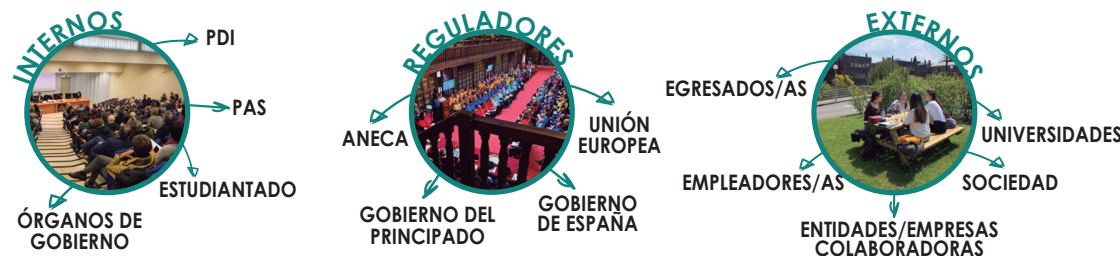 INTERNOS
PDI
PAS
ESTUDIANTADO
ÓRGANOS DE
GOBIERNO
REGULADORES
ANECA
UNIÓN
EUROPEA
GOBIERNO DEL
PRINCIPADO
GOBIERNO
DE ESPAÑA
EXTERNOS
EGRESADOS/AS
UNIVERSIDADES
EMPLEADORES/AS
SOCIEDAD
ENTIDADES/EMPRESAS
COLABORADORAS